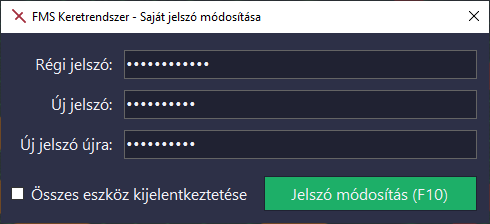 FMS Keretrendszer - Saját jelszó módosítása
Régi jelszó: ••••••••••••
Új jelszó: ••••••••••
Új jelszó újra: ••••••••••
Összes eszköz kijelentkeztetése
Jelszó módosítás (F10)